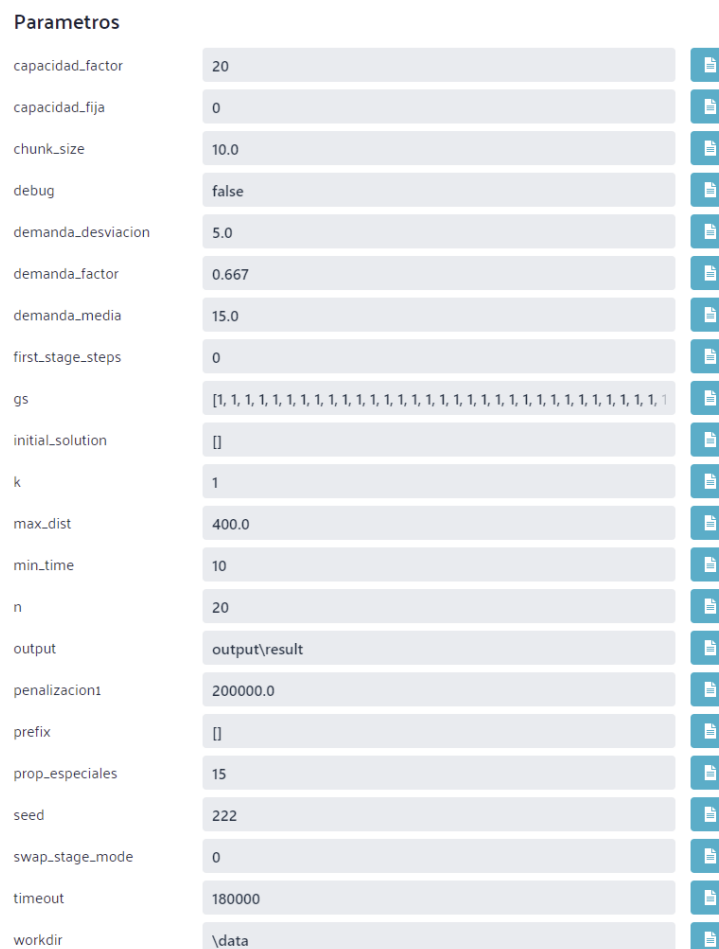 Parametros
capacidad_factor 20
capacidad_fija 0
chunk_size 10.0
debug false
demanda_desviacion 5.0
demanda_factor 0.667
demanda_media 15.0
first_stage_steps 0
gs [1, 1, 1, 1, 1, 1, 1, 1, 1, 1, 1, 1, 1, 1, 1, 1, 1, 1, 1, 1, 1, 1, 1, 1, 1, 1, 1, 1, 1, 1, 1, 1, 1
initial_solution []
k 1
max_dist 400.0
min_time 10
n 20
output output\result
penalizacion1 200000.0
prefix []
prop_especiales 15
seed 222
swap_stage_mode 0
timeout 180000
workdir \data